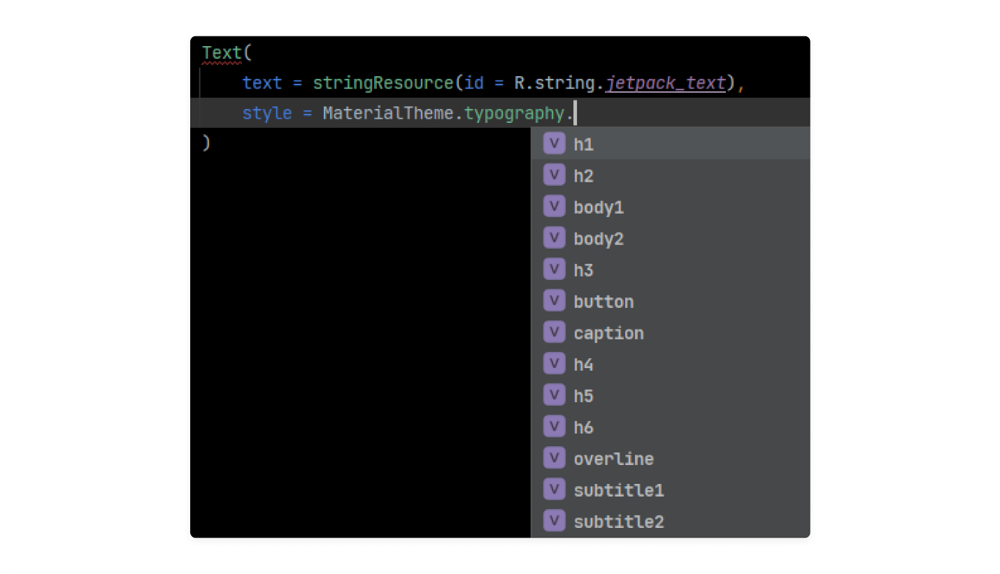 Text(
text = stringResource(id = R.string.jetpack_text),
style = MaterialTheme.typography.
)
V h1
V h2
V body1
V body2
V h3
V button
V caption
V h4
V h5
V h6
V overline
V subtitle1
V subtitle2